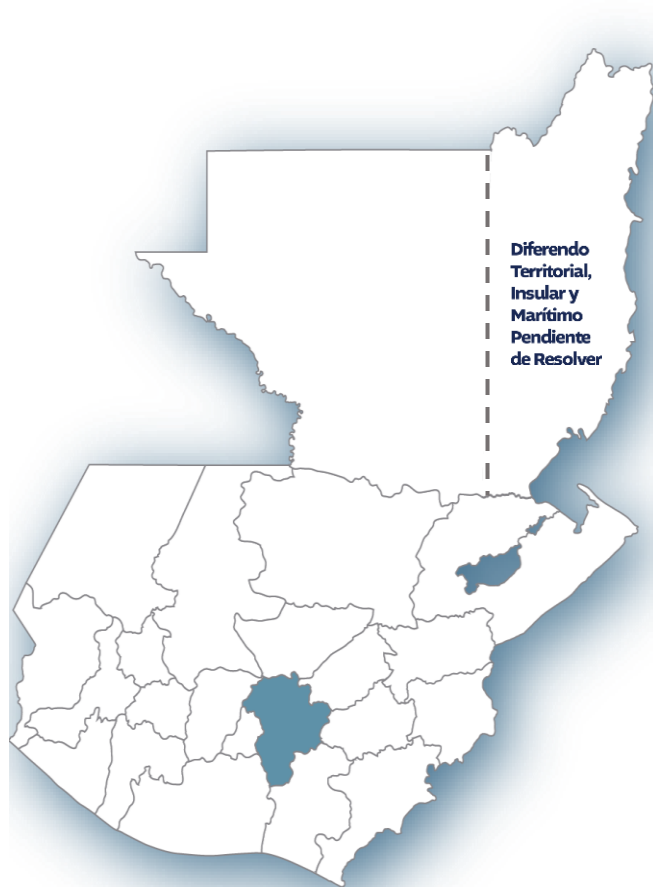 Diferendo
Territorial,
Insular y
Marítimo
Pendiente
de Resolver